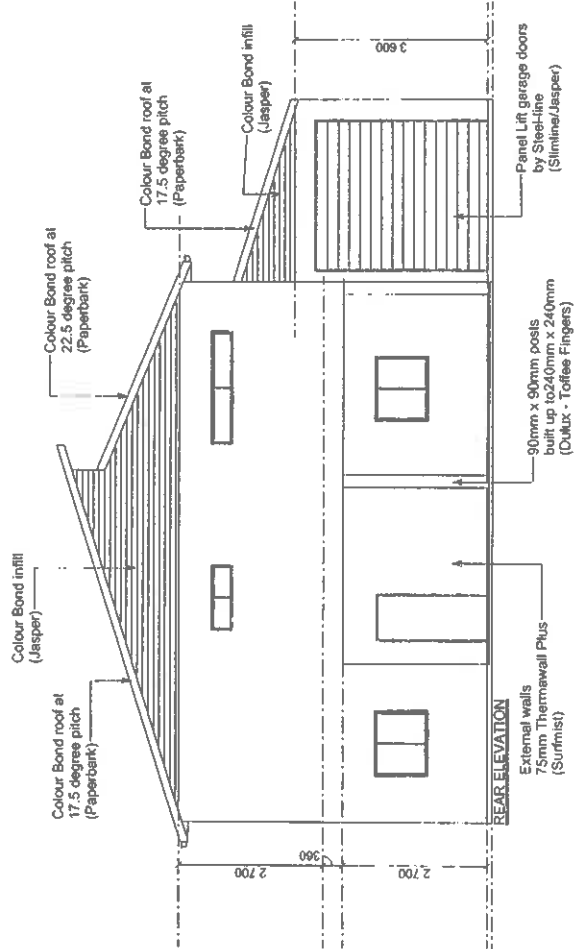 Colour Bond infill
(Jasper)
Colour Bond roof at
17.5 degree pitch
(Paperbark)
Colour Bond roof at
22.5 degree pitch
(Paperbark)
Colour Bond roof at
17.5 degree pitch
(Paperbark)
Colour Bond infill
(Jasper)
2 700
360
2 700
3 600
REAR ELEVATION
External walls
75mm Thermawall Plus
(Surfmist)
90mm x 90mm posts
built up to240mm x 240mm
(Dulux - Toffee Fingers)
Panel Lift garage doors
by Steel-line
(Slimline/Jasper)